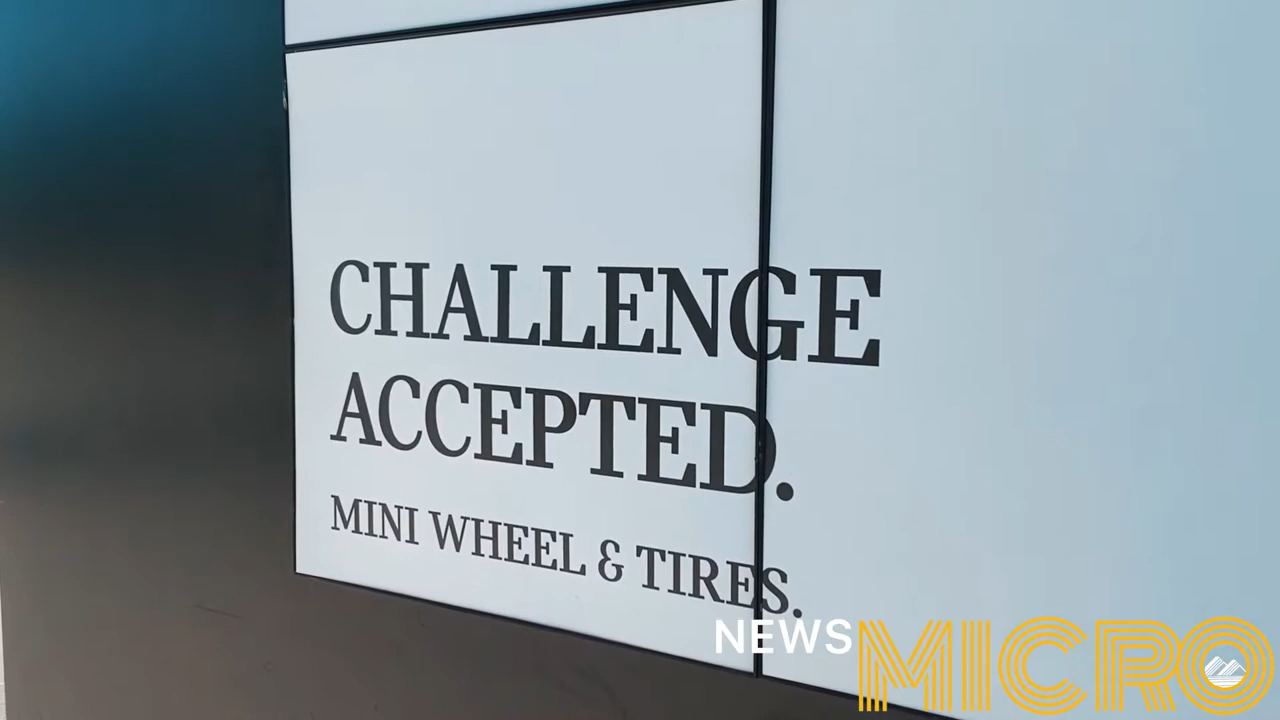 CHALLENGE
ACCEPTED.
MINI WHEEL & TIRES.
NEWS MICRO